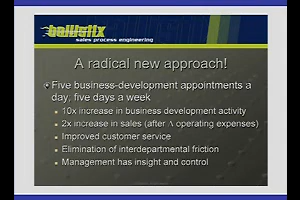 ballistix
sales process engineering
A radical new approach!
Five business-development appointments
a day, five days a week
• 10x increase in business development activity
• 2x increase in sales (after Δ operating expenses)
• Improved customer service
• Elimination of interdepartmental friction
• Management has insight and control